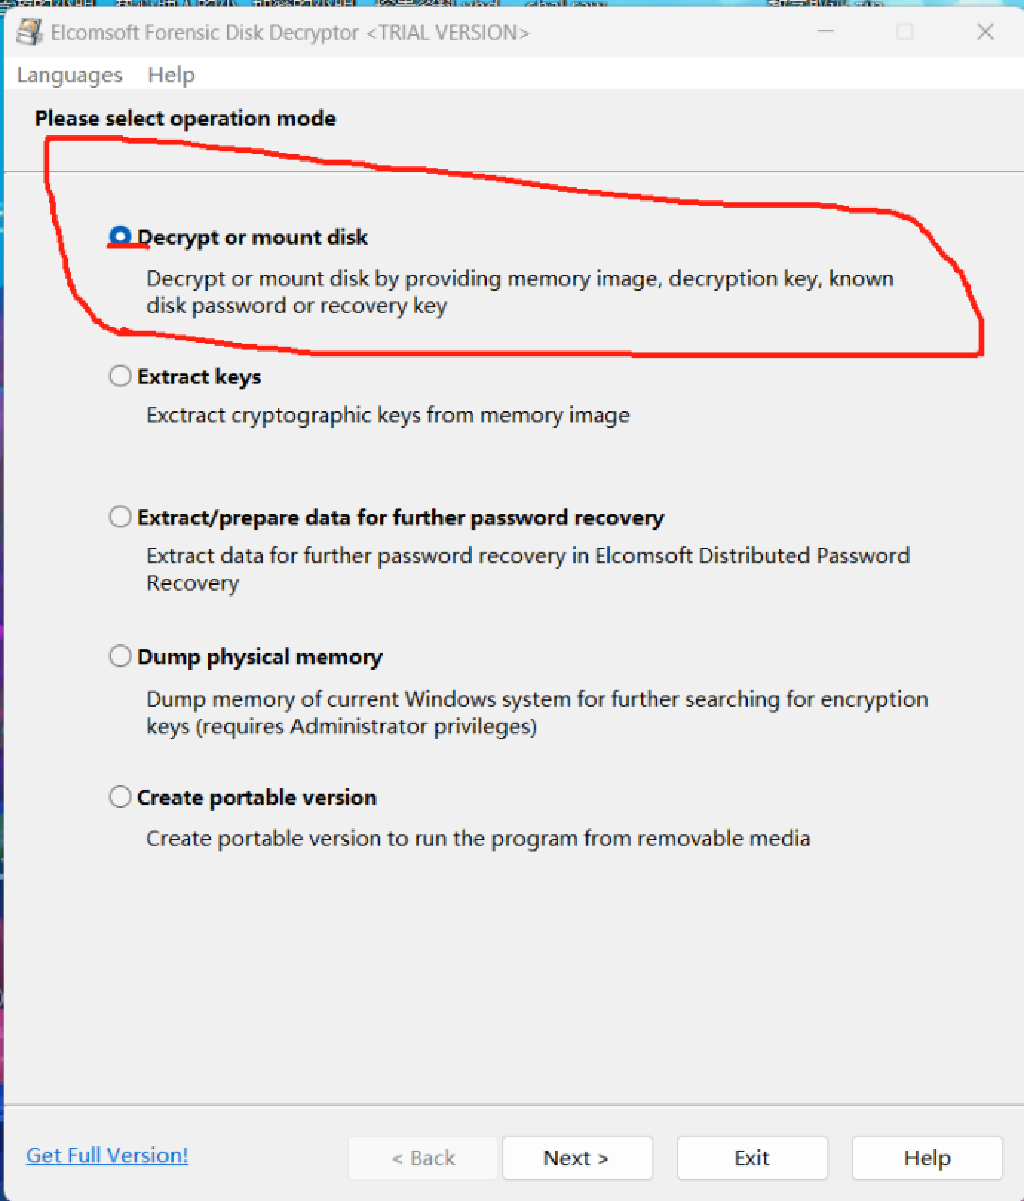 Elcomsoft Forensic Disk Decryptor <TRIAL VERSION>
Languages Help
Please select operation mode
Decrypt or mount disk
Decrypt or mount disk by providing memory image, decryption key, known
disk password or recovery key
Extract keys
Exctract cryptographic keys from memory image
Extract/prepare data for further password recovery
Extract data for further password recovery in Elcomsoft Distributed Password
Recovery
Dump physical memory
Dump memory of current Windows system for further searching for encryption
keys (requires Administrator privileges)
Create portable version
Create portable version to run the program from removable media
Get Full Version!
< Back
Next >
Exit
Help